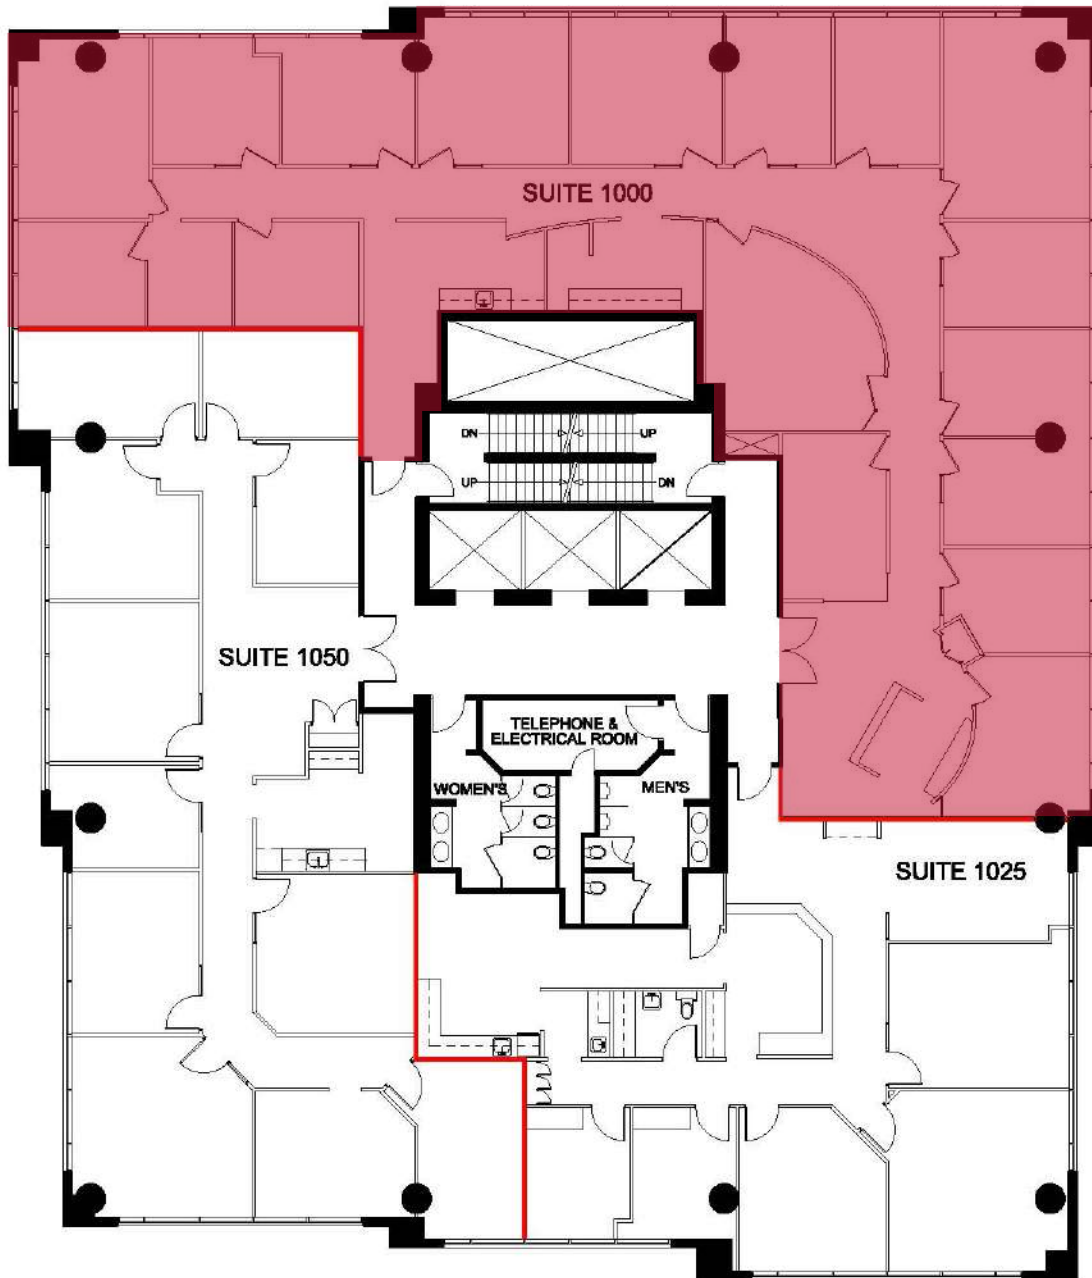 SUITE 1000
DN
UP
UP
DN
SUITE 1050
TELEPHONE &
ELECTRICAL ROOM
WOMEN'S
MEN'S
SUITE 1025